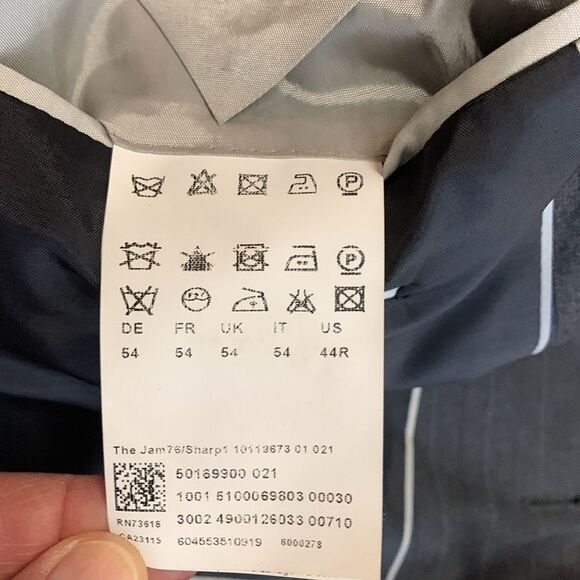 P
P
DE FR UK IT US
54 54 54 54 44R
The Jam76/Sharp1 10119673 01 021
50169900 021
1001 5100069803 00030
RN73616 3002 4900126033 00710
CA23115 604553510919 6000278